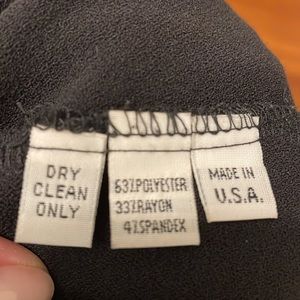 DRY
CLEAN
ONLY
63%POLYESTER
33%RAYON
4%SPANDEX
MADE IN
U.S.A.